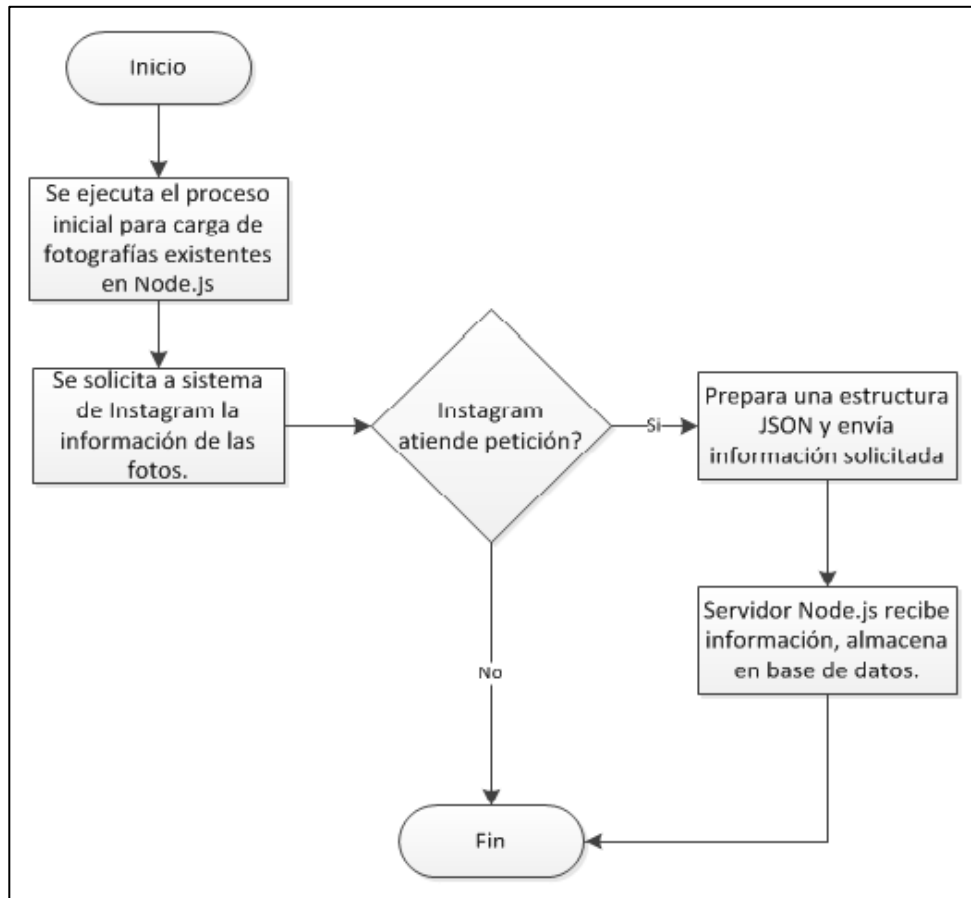 Inicio
Se ejecuta el proceso
inicial para carga de
fotografías existentes
en Node.Js
Se solicita a sistema
de Instagram la
información de las
fotos.
Instagram
atiende petición?
Si
Prepara una estructura
JSON y envía
información solicitada
Servidor Node.js recibe
información, almacena
en base de datos.
No
Fin